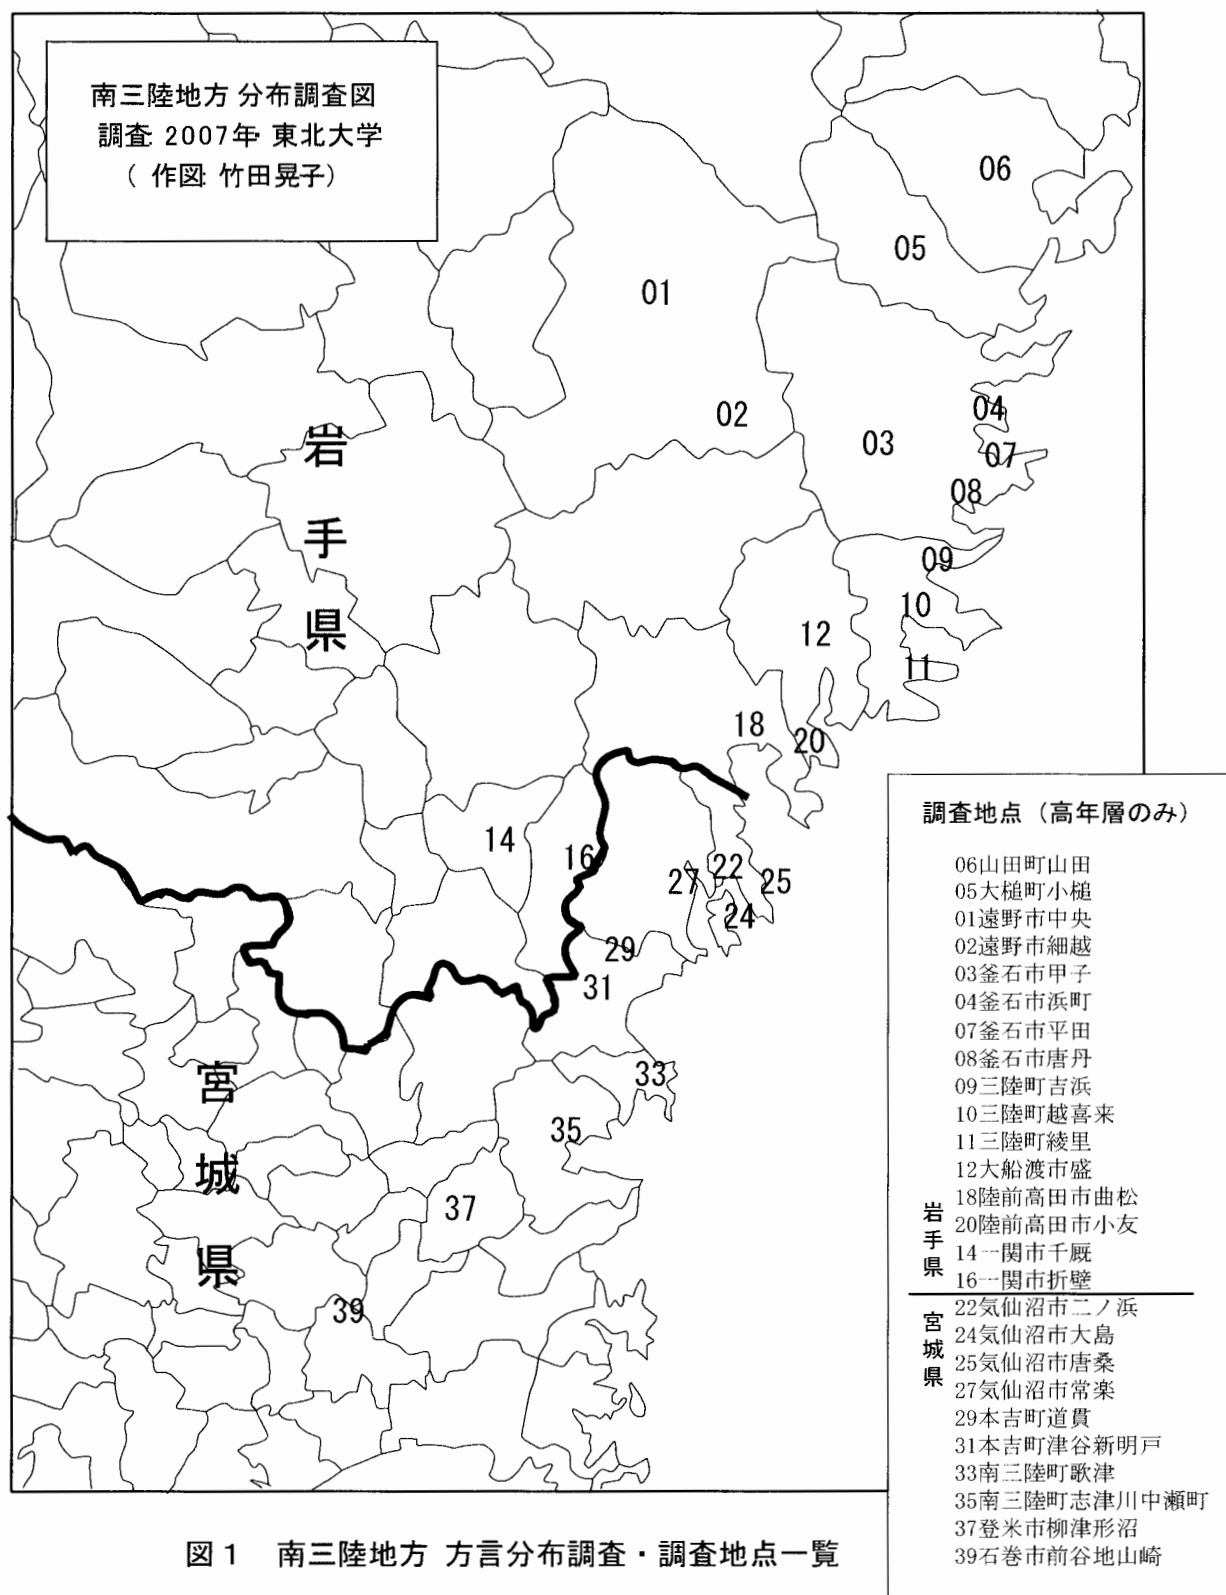 南三陸地方 分布調査図
調査: 2007年・東北大学
( 作図: 竹田晃子)
06
05
01
02
04
03
07
08
09
10
岩
手
県
12
11
18
20
14
16
22
27
25
24
29
31
33
35
37
39
宮
城
県
調査地点（高年層のみ）
06山田町山田
05大槌町小槌
01遠野市中央
02遠野市細越
03釜石市甲子
04釜石市浜町
07釜石市平田
08釜石市唐丹
09三陸町吉浜
10三陸町越喜来
11三陸町綾里
12大船渡市盛
18陸前高田市曲松
20陸前高田市小友
14一関市千厩
16一関市折壁
岩手県
22気仙沼市二ノ浜
24気仙沼市大島
25気仙沼市唐桑
27気仙沼市常楽
29本吉町道貫
31本吉町津谷新明戸
33南三陸町歌津
35南三陸町志津川中瀬町
37登米市柳津形沼
39石巻市前谷地山崎
宮城県
図1 南三陸地方 方言分布調査・調査地点一覧